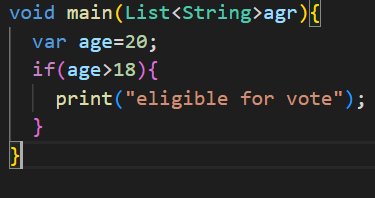 void main(List<String>agr){
var age=20;
if(age>18){
print("eligible for vote");
}
}